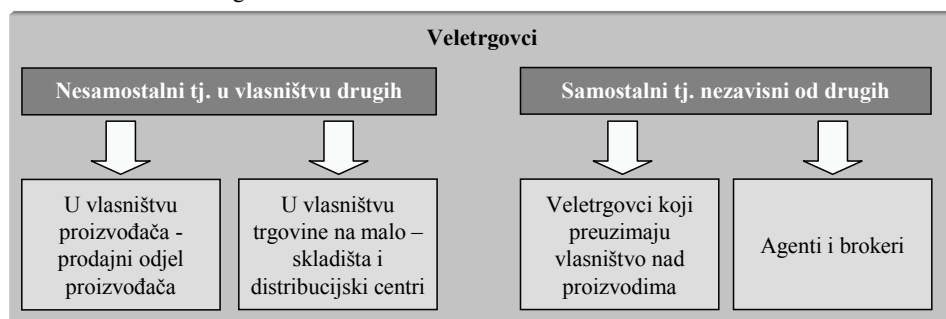 Veletrgovci
Nesamostalni tj. u vlasništvu drugih
Samostalni tj. nezavisni od drugih
U vlasništvu
proizvođača -
prodajni odjel
proizvođača
U vlasništvu
trgovine na malo –
skladišta i
distribucijski centri
Veletrgovci koji
preuzimaju
vlasništvo nad
proizvodima
Agenti i brokeri